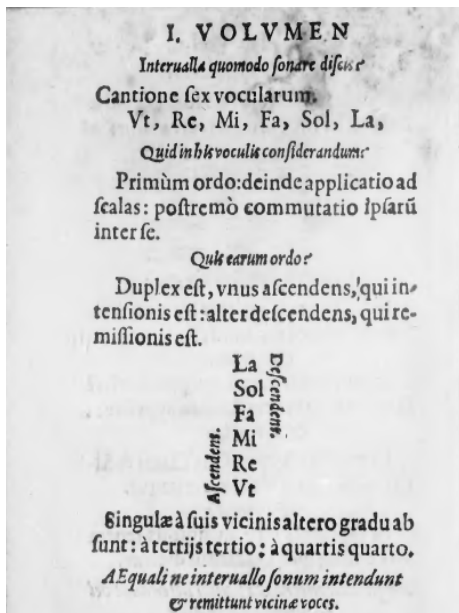 I. VOLVMEN
Interualla quomodo ſonare diſcis?
Cantione ſex vocularum.
Vt, Re, Mi, Fa, Sol, La,
Quid in his voculis conſiderandum?
Primùm ordo: deinde applicatio ad
ſcalas: poſtremò commutatio ipſarũ
inter ſe.
Quis earum ordo?
Duplex eſt, vnus aſcendens, qui in-
tenſionis eſt: alter deſcendens, qui re-
miſſionis eſt.
La
Sol
Fa
Mi
Re
Vt
Deſcendent.
Aſcendent.
Singulæ à ſuis vicinis altero gradu ab
ſunt: à tertijs tertio: à quartis quarto.
AEquali ne interuallo ſonum intendunt
& remittunt vicinæ voces.